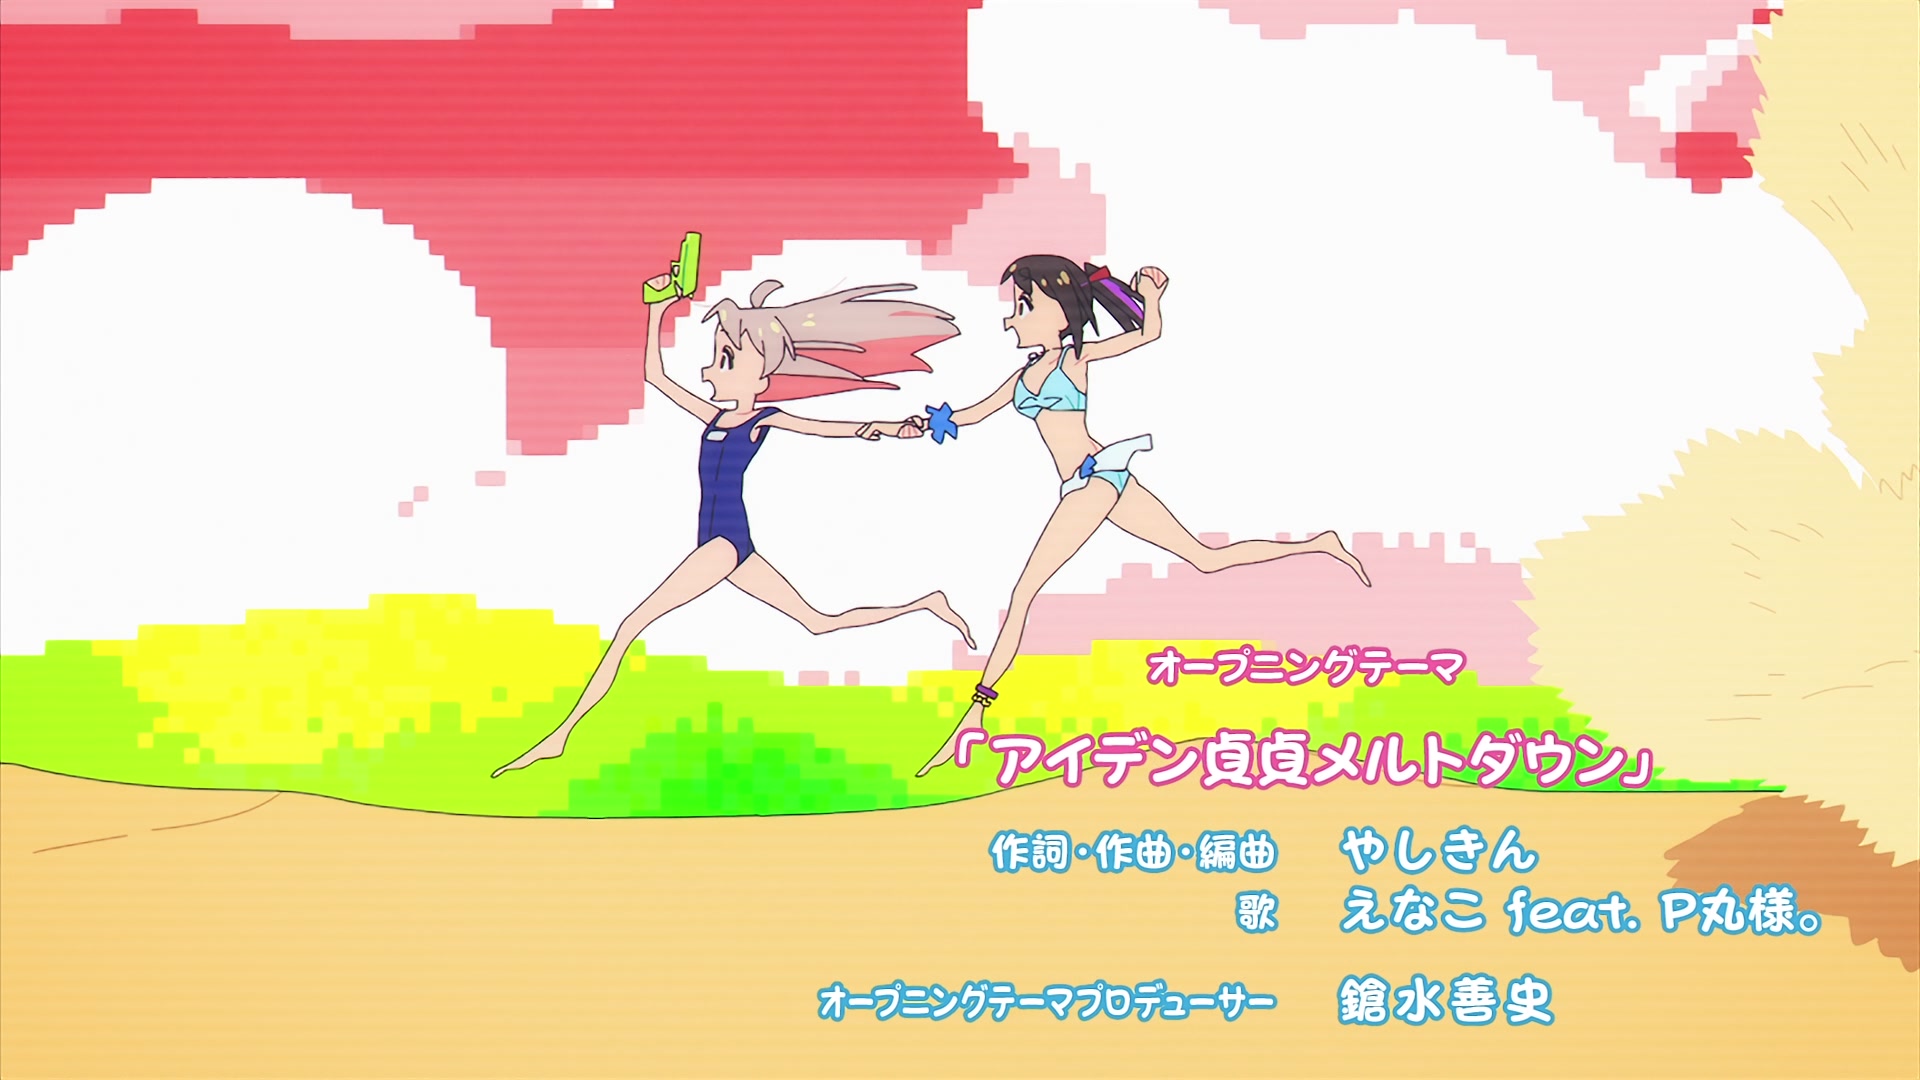 オープニングテーマ
「アイデン貞貞メルトダウン」
作詞・作曲・編曲　やしきん
歌　えなこ feat. P丸様。
オープニングテーマプロデューサー　鎗水善史